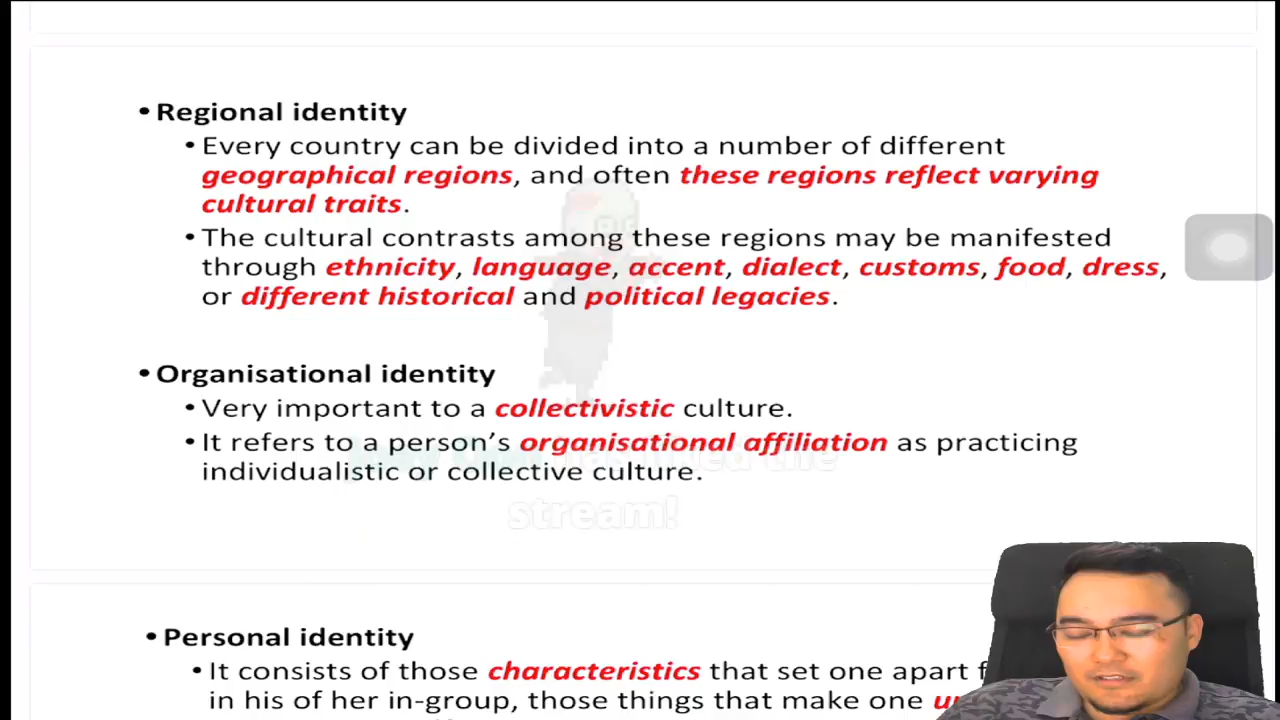 • Regional identity
• Every country can be divided into a number of different
geographical regions, and often these regions reflect varying
cultural traits.
• The cultural contrasts among these regions may be manifested
through ethnicity, language, accent, dialect, customs, food, dress,
or different historical and political legacies.
• Organisational identity
• Very important to a collectivistic culture.
• It refers to a person’s organisational affiliation as practicing
individualistic or collective culture.
the
stream!
• Personal identity
• It consists of those characteristics that set one apart
in his of her in-group, those things that make one